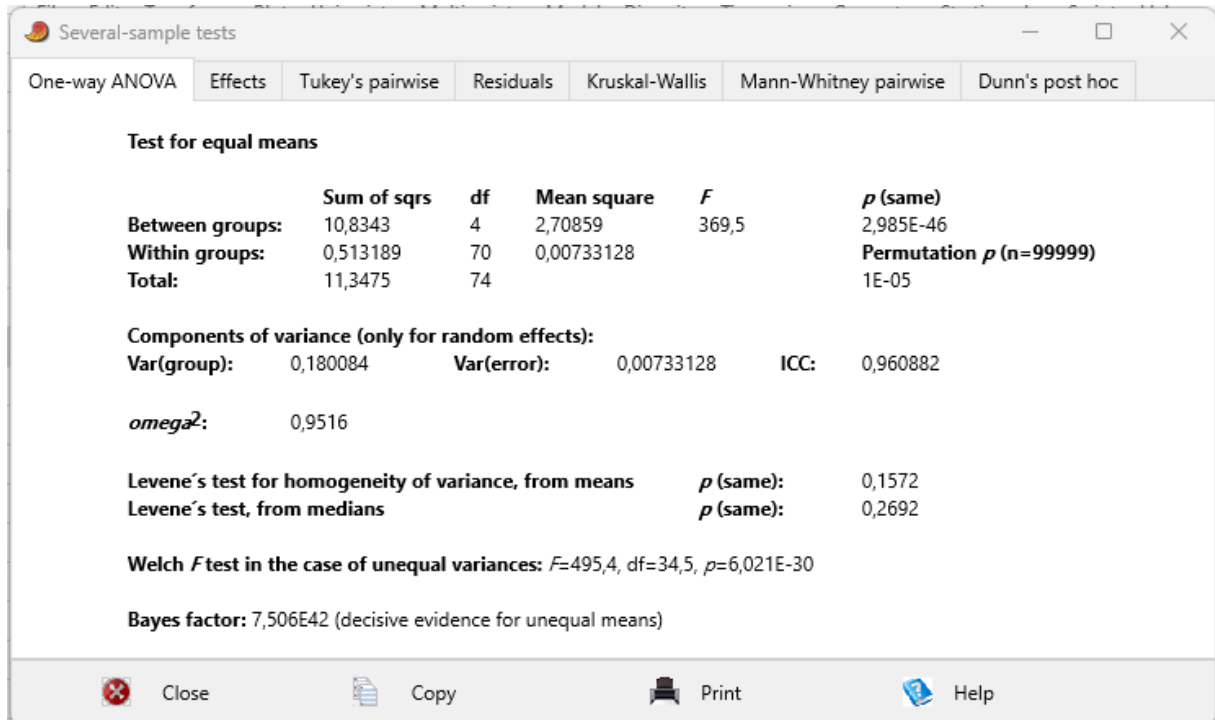 Several-sample tests
One-way ANOVA Effects Tukey's pairwise Residuals Kruskal-Wallis Mann-Whitney pairwise Dunn's post hoc
Test for equal means
Sum of sqrs df Mean square F p (same)
Between groups: 10,8343 4 2,70859 369,5 2,985E-46
Within groups: 0,513189 70 0,00733128 Permutation p (n=99999)
Total: 11,3475 74 1E-05
Components of variance (only for random effects):
Var(group): 0,180084 Var(error): 0,00733128 ICC: 0,960882
omega2: 0,9516
Levene´s test for homogeneity of variance, from means p (same): 0,1572
Levene´s test, from medians p (same): 0,2692
Welch F test in the case of unequal variances: F=495,4, df=34,5, p=6,021E-30
Bayes factor: 7,506E42 (decisive evidence for unequal means)
Close Copy Print Help